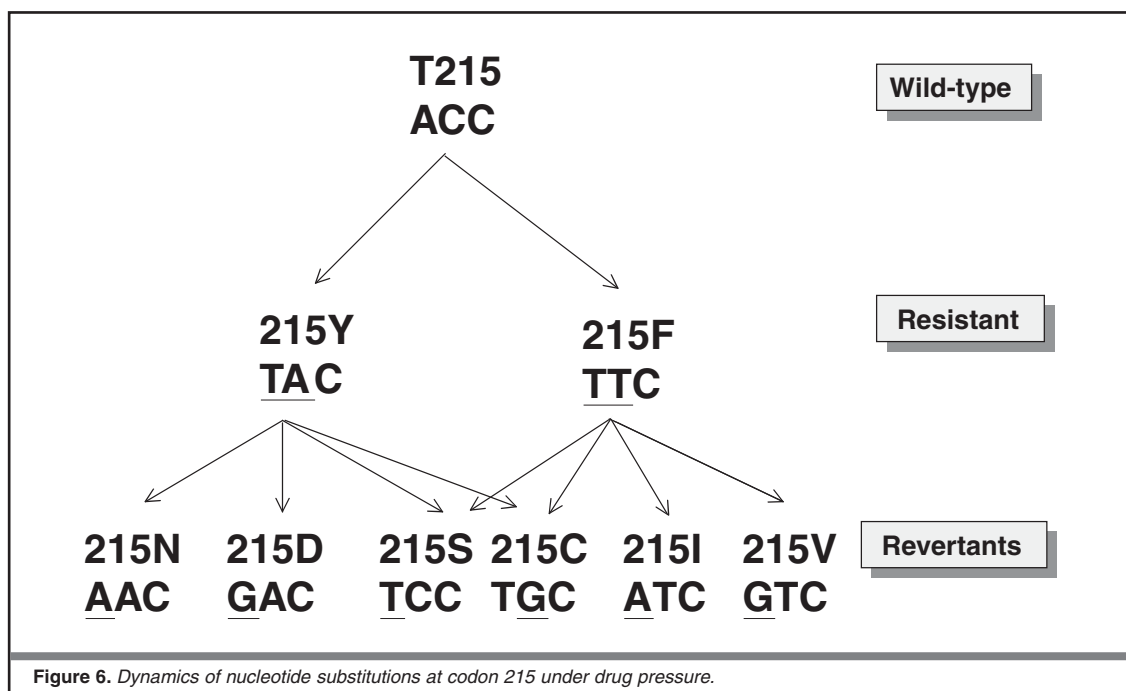 T215
ACC
Wild-type
215Y
TAC
215F
TTC
Resistant
215N 215D 215S 215C 215I 215V
AAC GAC TCC TGC ATC GTC
Revertants
Figure 6. Dynamics of nucleotide substitutions at codon 215 under drug pressure.